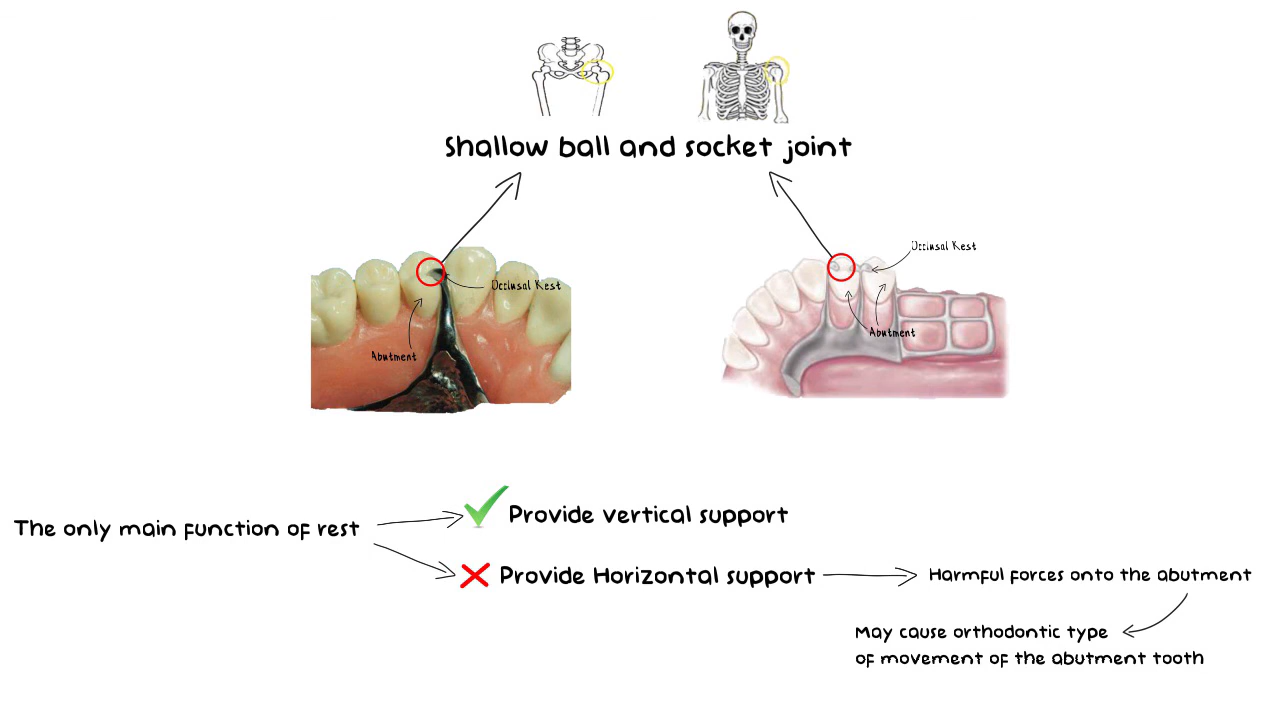 Shallow ball and socket joint
Occlusal Rest
Abutment
Occlusal Rest
Abutment
The only main function of rest
Provide vertical support
Provide Horizontal support
Harmful forces onto the abutment
May cause orthodontic type
of movement of the abutment tooth